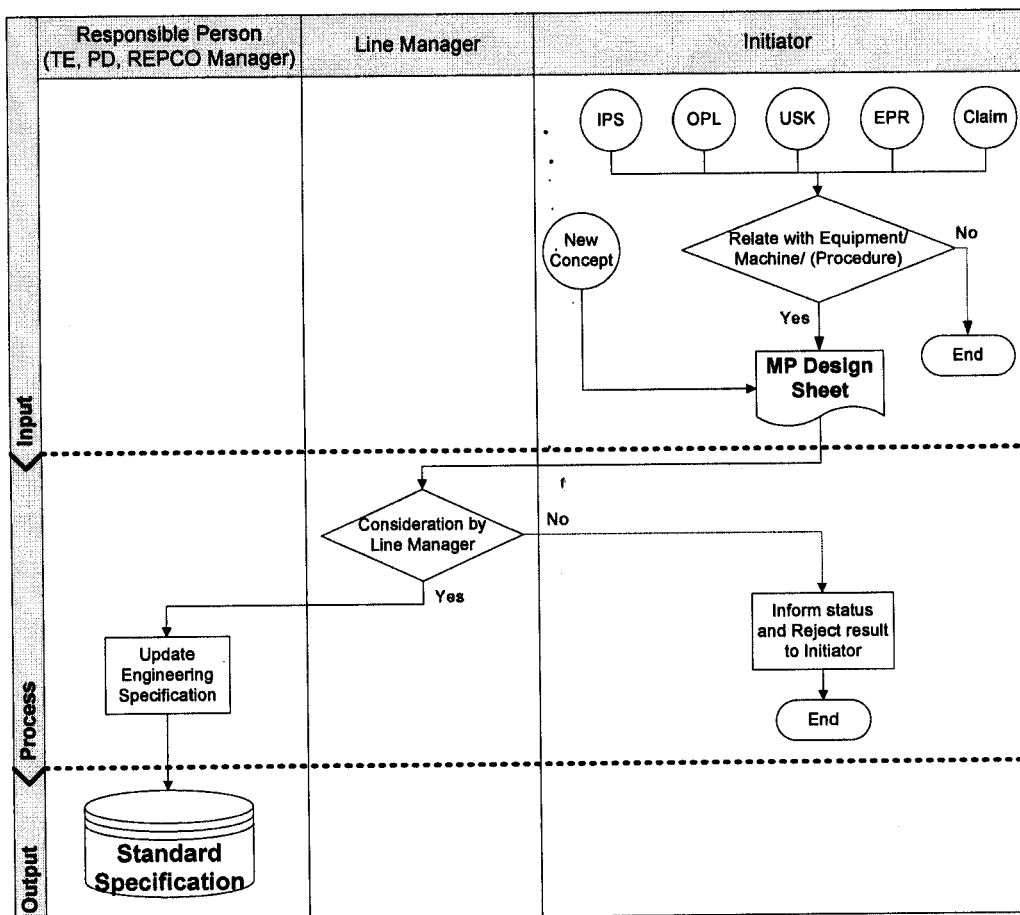 Responsible Person
(TE, PD, REPCO Manager)
Line Manager
Initiator
IPS
OPL
USK
EPR
Claim
New
Concept
Relate with Equipment/
Machine/ (Procedure)
No
Yes
End
MP Design
Sheet
Input
Consideration by
Line Manager
No
Yes
Update
Engineering
Specification
Inform status
and Reject result
to Initiator
End
Process
Standard
Specification
Output